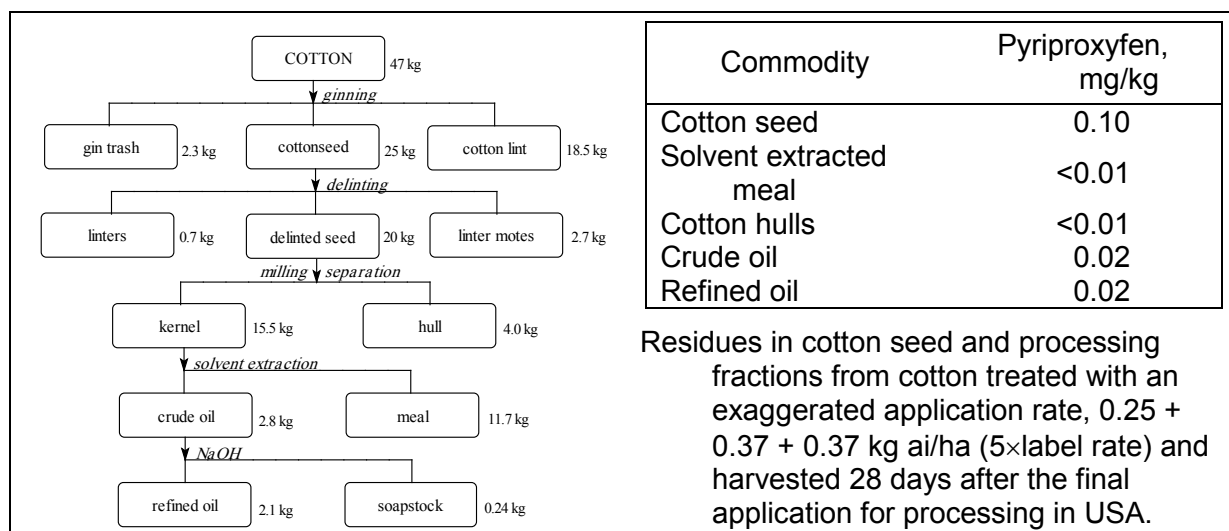 COTTON 47 kg
ginning
gin trash 2.3 kg cottonseed 25 kg cotton lint 18.5 kg
delinting
linters 0.7 kg delinted seed 20 kg linter motes 2.7 kg
milling separation
kernel 15.5 kg hull 4.0 kg
solvent extraction
crude oil 2.8 kg meal 11.7 kg
NaOH
refined oil 2.1 kg soapstock 0.24 kg
Commodity Pyriproxyfen,
mg/kg
Cotton seed 0.10
Solvent extracted
meal <0.01
Cotton hulls <0.01
Crude oil 0.02
Refined oil 0.02
Residues in cotton seed and processing
fractions from cotton treated with an
exaggerated application rate, 0.25 +
0.37 + 0.37 kg ai/ha (5×label rate) and
harvested 28 days after the final
application for processing in USA.